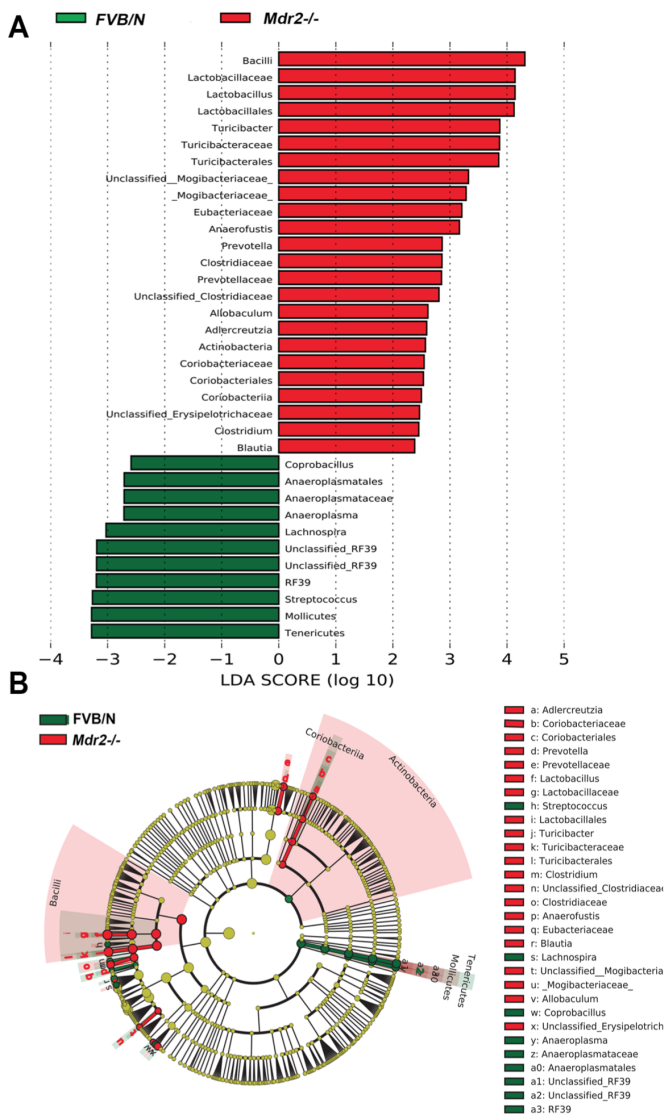 A
FVB/N
Mdr2-/-
Bacilli
Lactobacillaceae
Lactobacillus
Lactobacillales
Turicibacter
Turicibacteraceae
Turicibacterales
Unclassified__Mogibacteriaceae_
_Mogibacteriaceae_
Eubacteriaceae
Anaerofustis
Prevotella
Clostridiaceae
Prevotellaceae
Unclassified_Clostridiaceae
Allobaculum
Adlercreutzia
Actinobacteria
Coriobacteriaceae
Coriobacteriales
Coriobacteriia
Unclassified_Erysipelotrichaceae
Clostridium
Blautia
Coprobacillus
Anaeroplasmatales
Anaeroplasmataceae
Anaeroplasma
Lachnospira
Unclassified_RF39
Unclassified_RF39
RF39
Streptococcus
Mollicutes
Tenericutes
−4 −3 −2 −1 0 1 2 3 4 5
LDA SCORE (log 10)
B
FVB/N
Mdr2-/-
Coriobacteriia
Actinobacteria
Bacilli
Mollicutes
Tenericutes
a: Adlercreutzia
b: Coriobacteriaceae
c: Coriobacteriales
d: Prevotella
e: Prevotellaceae
f: Lactobacillus
g: Lactobacillaceae
h: Streptococcus
i: Lactobacillales
j: Turicibacter
k: Turicibacteraceae
l: Turicibacterales
m: Clostridium
n: Unclassified_Clostridiaceae
o: Clostridiaceae
p: Anaerofustis
q: Eubacteriaceae
r: Blautia
s: Lachnospira
t: Unclassified__Mogibacteria
u: _Mogibacteriaceae_
v: Allobaculum
w: Coprobacillus
x: Unclassified_Erysipelotrich
y: Anaeroplasma
z: Anaeroplasmataceae
a0: Anaeroplasmatales
a1: Unclassified_RF39
a2: Unclassified_RF39
a3: RF39